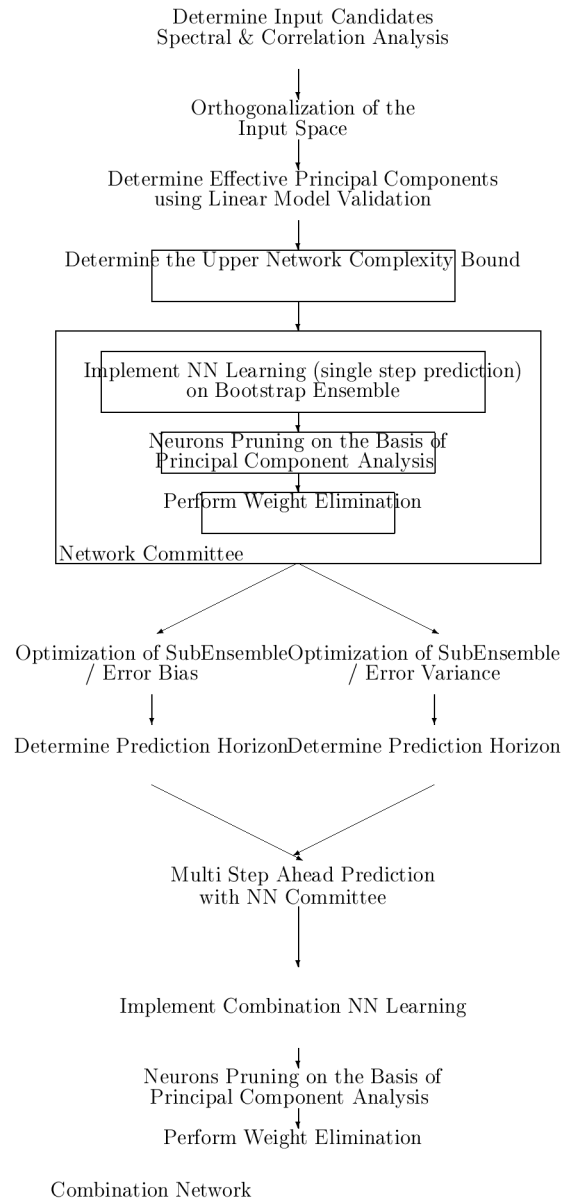 Determine Input Candidates
Spectral & Correlation Analysis
Orthogonalization of the
Input Space
Determine Effective Principal Components
using Linear Model Validation
Determine the Upper Network Complexity Bound
Implement NN Learning (single step prediction)
on Bootstrap Ensemble
Neurons Pruning on the Basis of
Principal Component Analysis
Perform Weight Elimination
Network Committee
Optimization of SubEnsemble
/ Error Bias
Optimization of SubEnsemble
/ Error Variance
Determine Prediction Horizon
Determine Prediction Horizon
Multi Step Ahead Prediction
with NN Committee
Implement Combination NN Learning
Neurons Pruning on the Basis of
Principal Component Analysis
Perform Weight Elimination
Combination Network